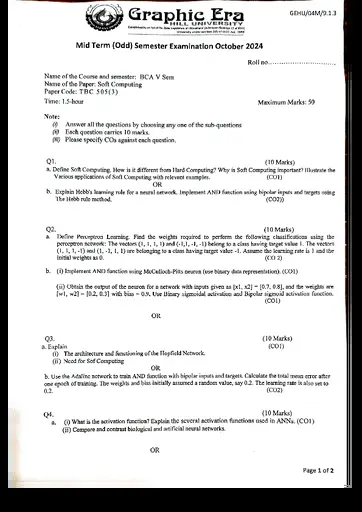 Graphic Era
HILL UNIVERSITY
GEHU/04M/9.1.3
Mid Term (Odd) Semester Examination October 2024
Roll no.....................
Name of the Course and semester: BCA V Sem
Name of the Paper: Soft Computing
Paper Code: TBC 505(3)
Time: 1.5-hour Maximum Marks: 50
Note:
(i) Answer all the questions by choosing any one of the sub-questions
(ii) Each question carries 10 marks.
(iii) Please specify COs against each question.
Q1. (10 Marks)
a. Define Soft Computing. How is it different from Hard Computing? Why is Soft Computing important? Illustrate the
Various applications of Soft Computing with relevant examples. (CO1)
OR
b. Explain Hebb's learning rule for a neural network. Implement AND function using bipolar inputs and targets using
The Hebb rule method. (CO2))
Q2. (10 Marks)
a. Define Perceptron Learning. Find the weights required to perform the following classifications using the
perceptron network: The vectors (1, 1, 1, 1) and (-1,1, -1, -1) belong to a class having target value 1. The vectors
(1, 1, 1, -1) and (1, -1, 1, 1) are belonging to a class having target value -1. Assume the learning rate is 1 and the
initial weights as 0. (CO 2)
b. (i) Implement AND function using McCulloch-Pitts neuron (use binary data representation). (CO1)
(ii) Obtain the output of the neuron for a network with inputs given as [x1, x2] = [0.7, 0.8], and the weights are
[w1, w2] = [0.2, 0.3] with bias = 0.9. Use Binary sigmoidal activation and Bipolar sigmoid activation function.
(CO1)
OR
Q3. (10 Marks)
a. Explain (CO1)
(i) The architecture and functioning of the Hopfield Network.
(ii) Need for Sof Computing
OR
b. Use the Adaline network to train AND function with bipolar inputs and targets. Calculate the total mean error after
one epoch of training. The weights and bias initially assumed a random value, say 0.2. The learning rate is also set to
0.2. (CO2)
Q4. (10 Marks)
a. (i) What is the activation function? Explain the several activation functions used in ANNs. (CO1)
(ii) Compare and contrast biological and artificial neural networks.
OR
Page 1 of 2